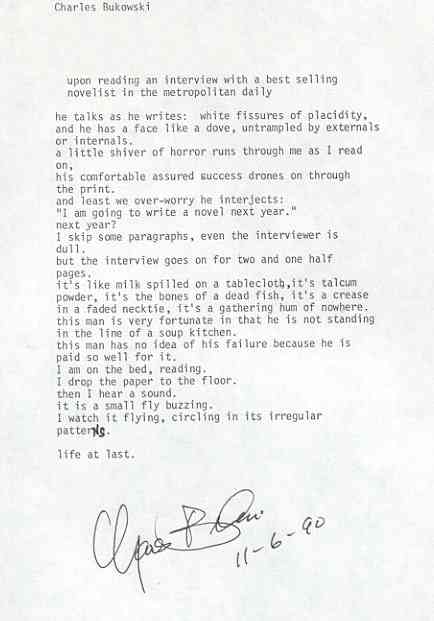 Charles Bukowski
upon reading an interview with a best selling
novelist in the metropolitan daily
he talks as he writes: white fissures of placidity,
and he has a face like a dove, untrampled by externals
or internals.
a little shiver of horror runs through me as I read
on,
his comfortable assured success drones on through
the print.
and least we over-worry he interjects:
"I am going to write a novel next year."
next year?
I skip some paragraphs, even the interviewer is
dull.
but the interview goes on for two and one half
pages.
it's like milk spilled on a tablecloth,it's talcum
powder, it's the bones of a dead fish, it's a crease
in a faded necktie, it's a gathering hum of nowhere.
this man is very fortunate in that he is not standing
in the line of a soup kitchen.
this man has no idea of his failure because he is
paid so well for it.
I am on the bed, reading.
I drop the paper to the floor.
then I hear a sound.
it is a small fly buzzing.
I watch it flying, circling in its irregular
patterNs.
life at last.
11-6-90